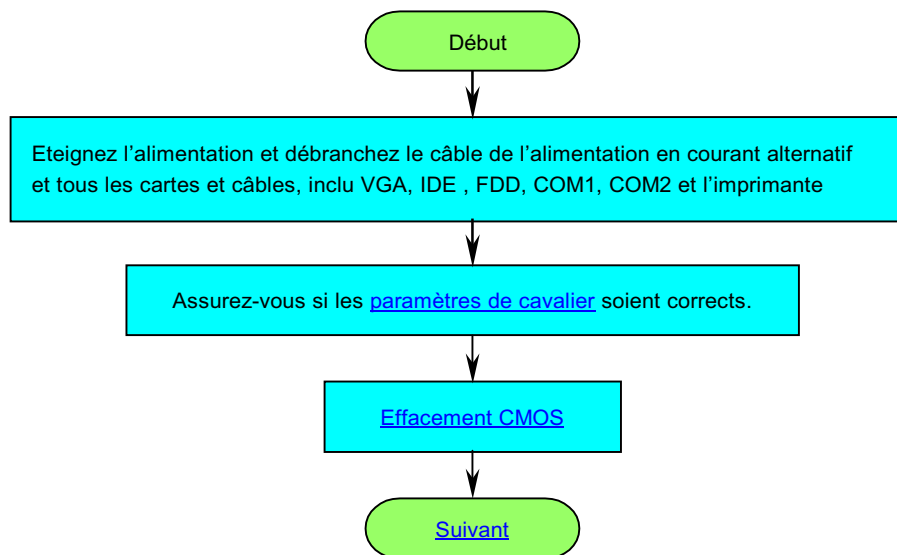 Début
Eteignez l'alimentation et débranchez le câble de l'alimentation en courant alternatif
et tous les cartes et câbles, inclu VGA, IDE , FDD, COM1, COM2 et l'imprimante
Assurez-vous si les paramètres de cavalier soient corrects.
Effacement CMOS
Suivant